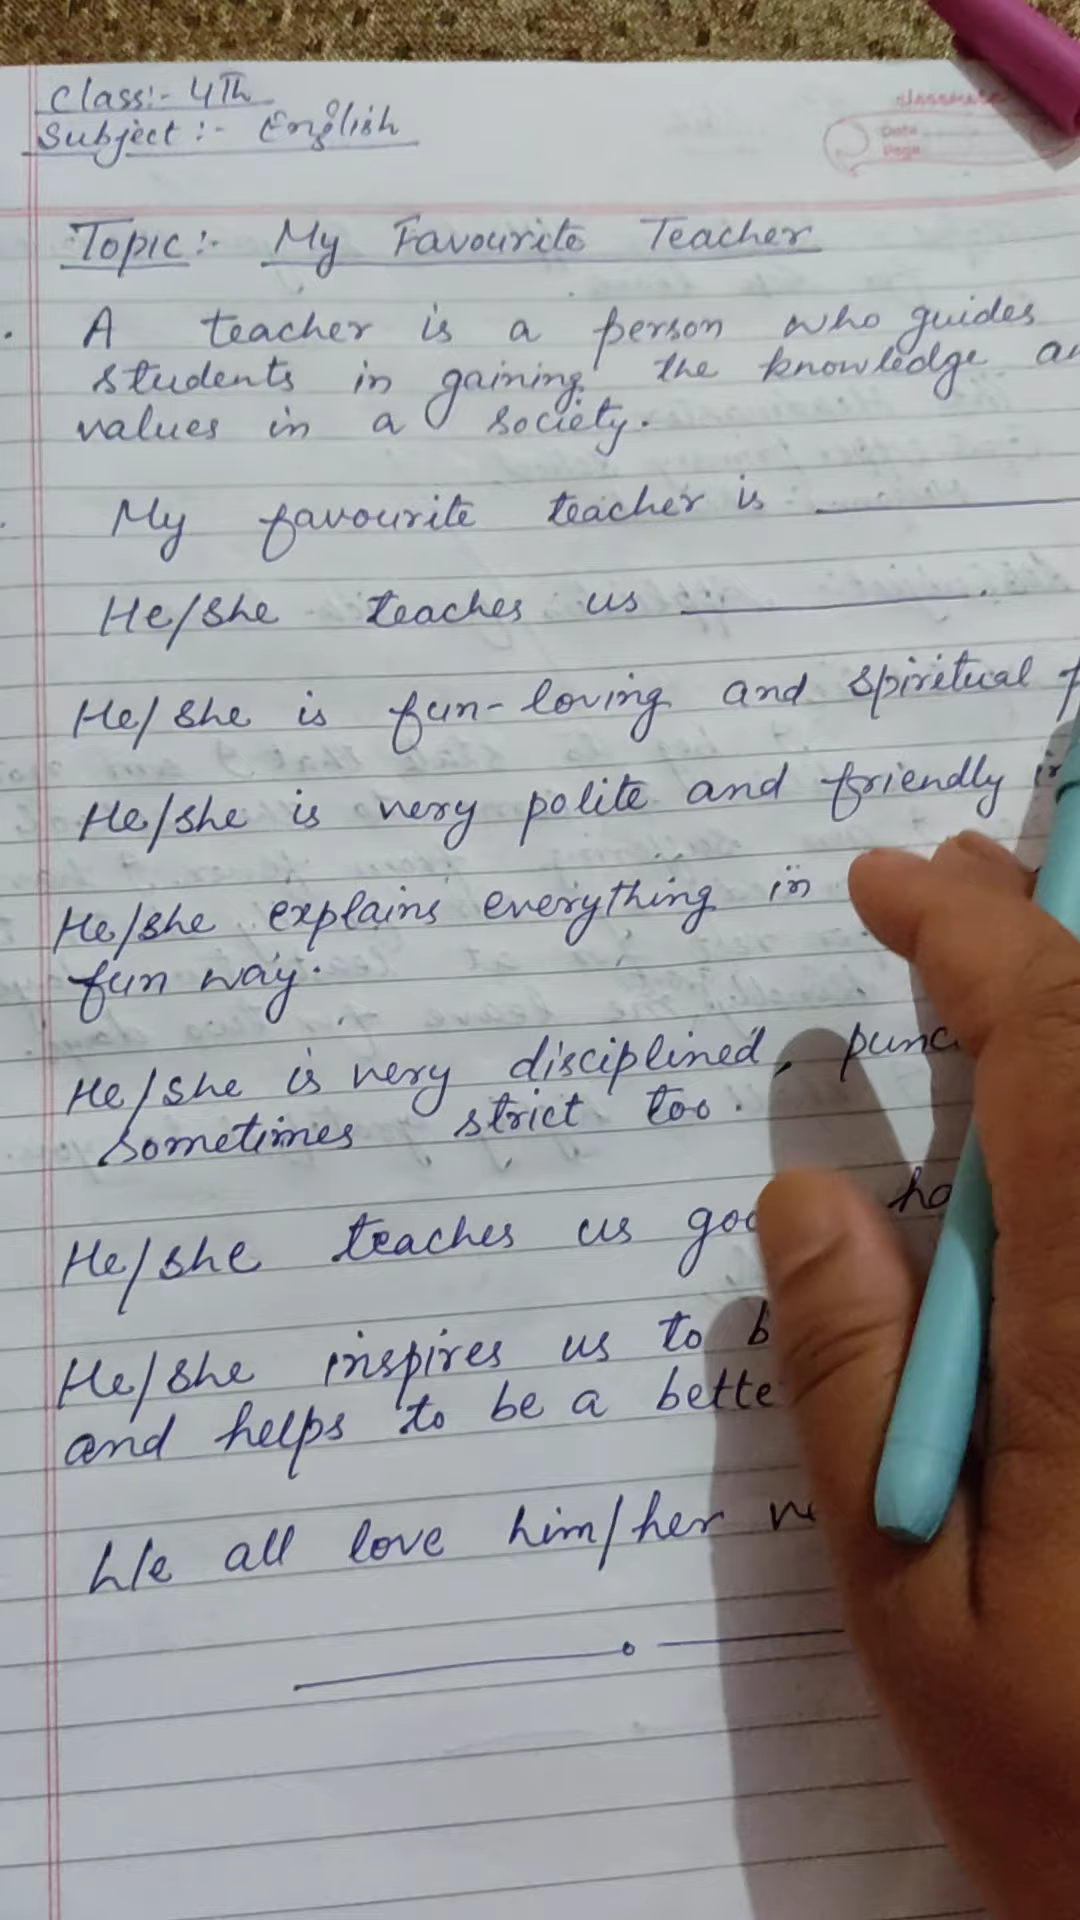 Class:- 4Th
Subject :- English
classmate
Date
Page
Topic:- My Favourite Teacher
A teacher is a person who guides
students in gaining the knowledge
values in a society.
My favourite teacher is
He/she teaches us
He/she is fun-loving and spiritual
He/she is very polite and friendly
He/she explains everything in
fun way.
He/she is very disciplined,
sometimes strict too.
He/she teaches us
He/she inspires us to
and helps to be a
We all love him/her